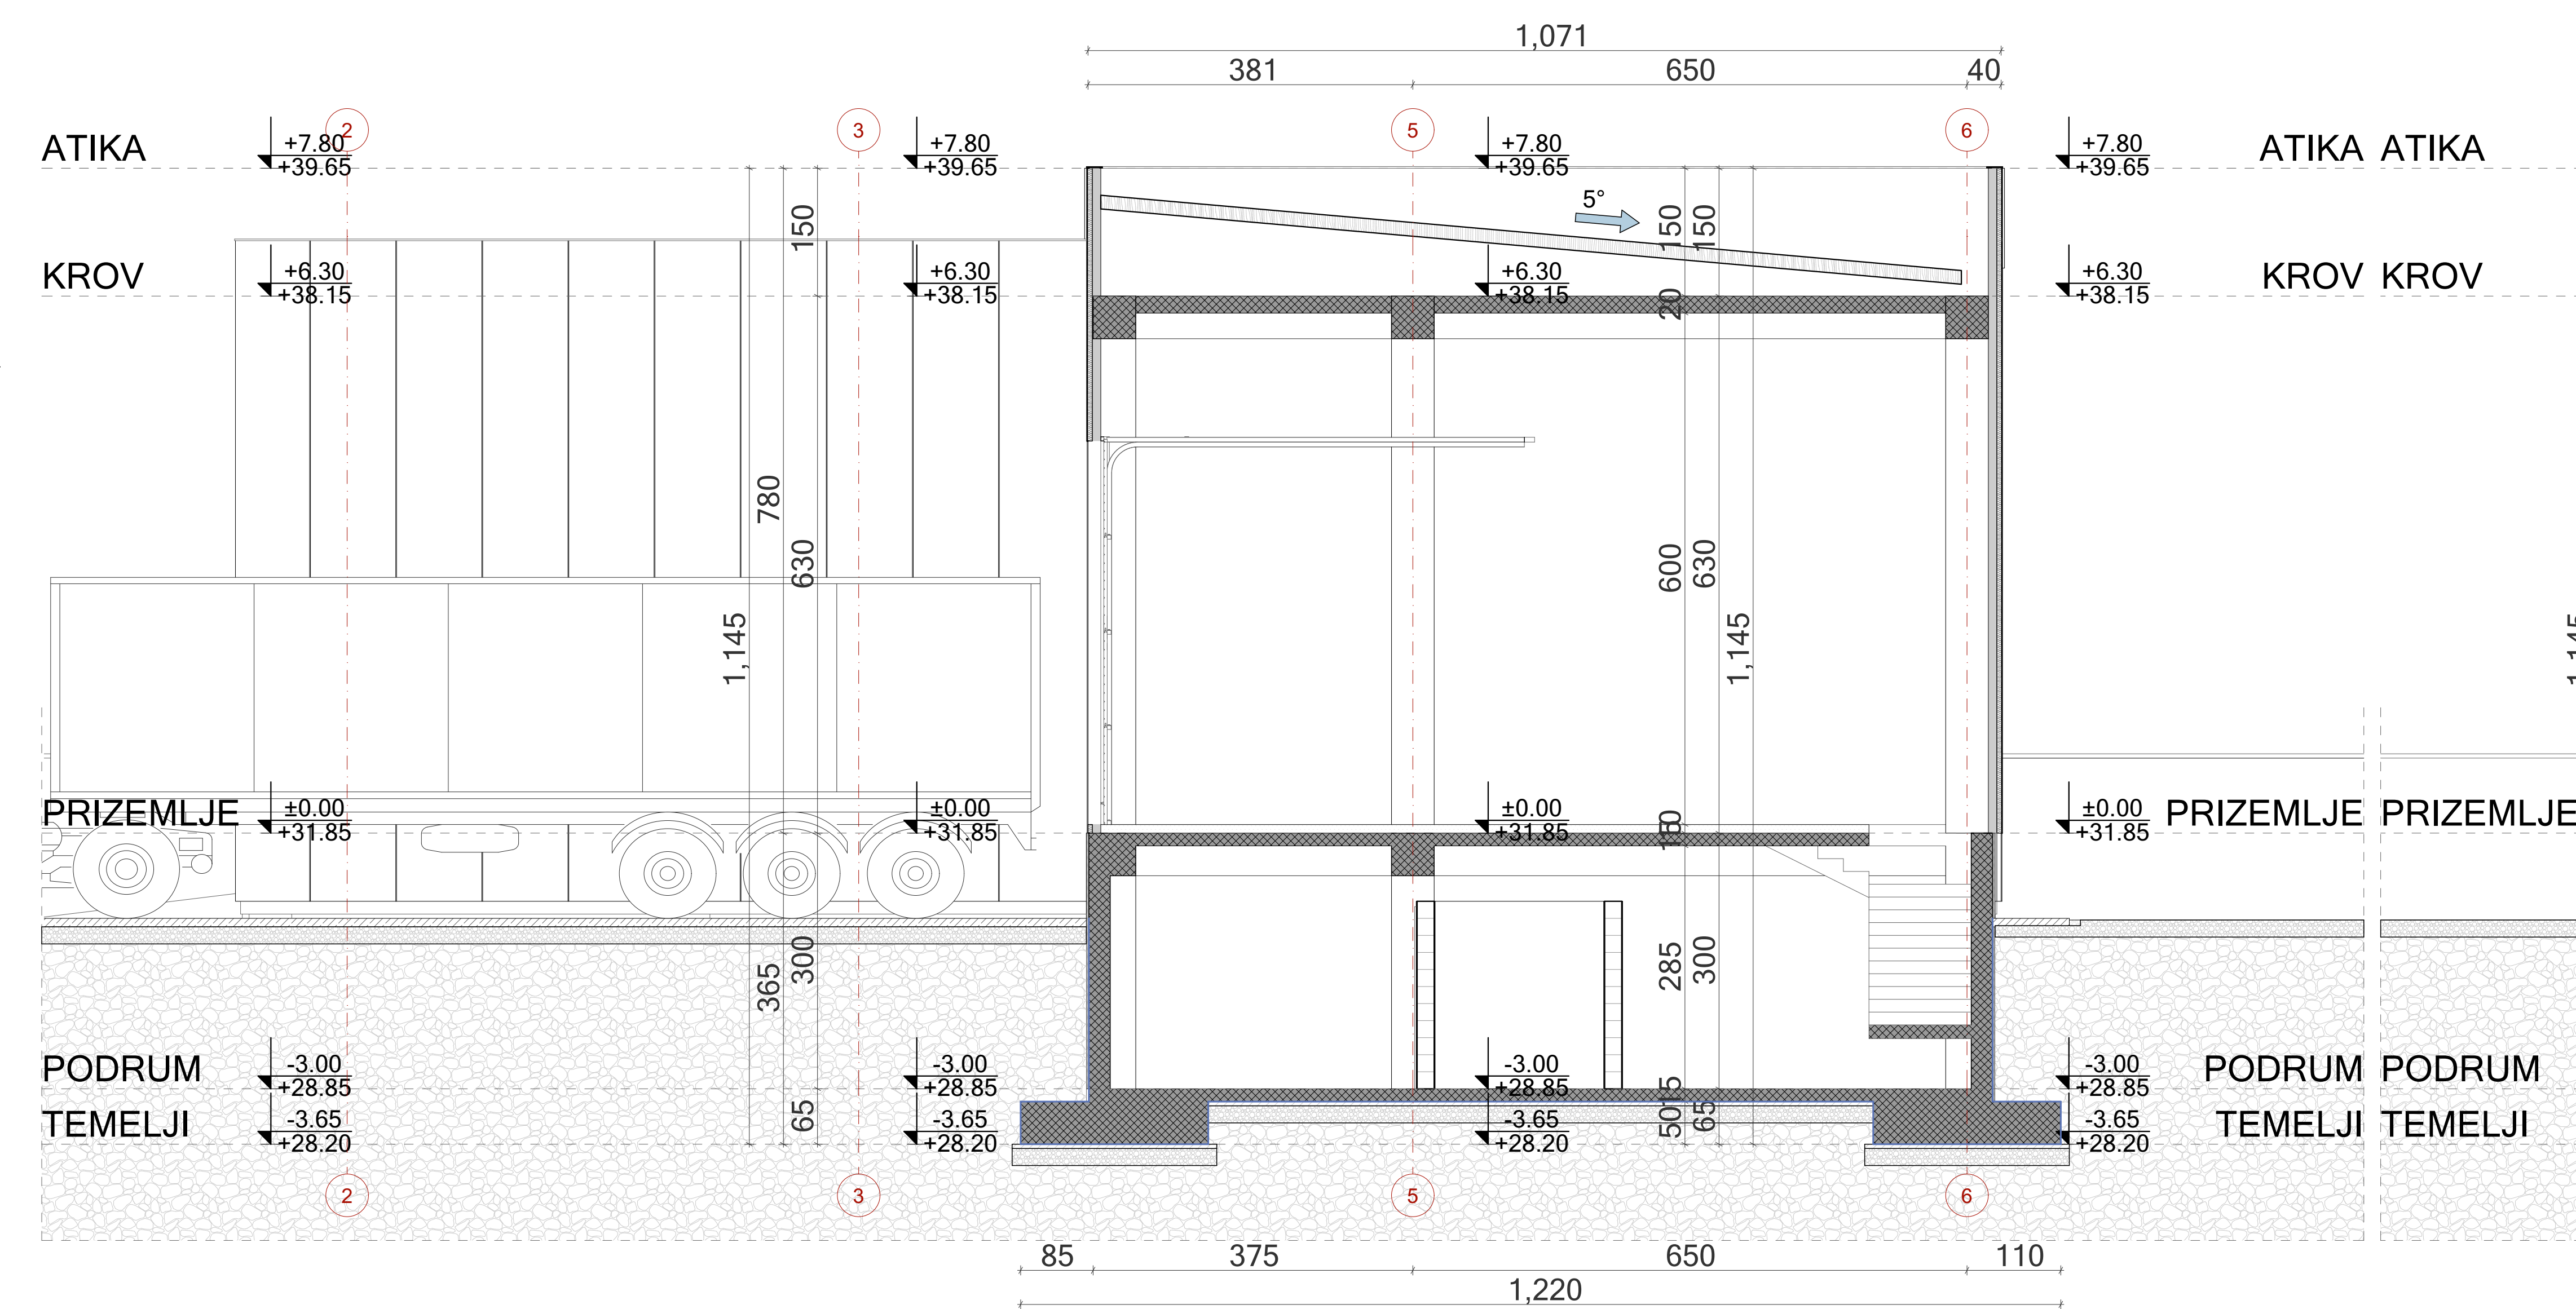 1,071
381 650 40
2 3 5 6
ATIKA +7.80 +7.80 +7.80 +7.80 ATIKA ATIKA
+39.65 +39.65 +39.65 +39.65
5°
150 150 150
KROV +6.30 +6.30 +6.30 +6.30 KROV KROV
+38.15 +38.15 +38.15 +38.15
20
780
630 600 630
1,145 1,145 1,145
PRIZEMLJE ±0.00 ±0.00 ±0.00 ±0.00 PRIZEMLJE PRIZEMLJE
+31.85 +31.85 +31.85 +31.85
365 300 285 300
PODRUM -3.00 -3.00 -3.00 -3.00 PODRUM PODRUM
+28.85 +28.85 +28.85 +28.85
65 50 15 65
TEMELJI -3.65 -3.65 -3.65 -3.65 TEMELJI TEMELJI
+28.20 +28.20 +28.20 +28.20
2 3 5 6
85 375 650 110
1,220